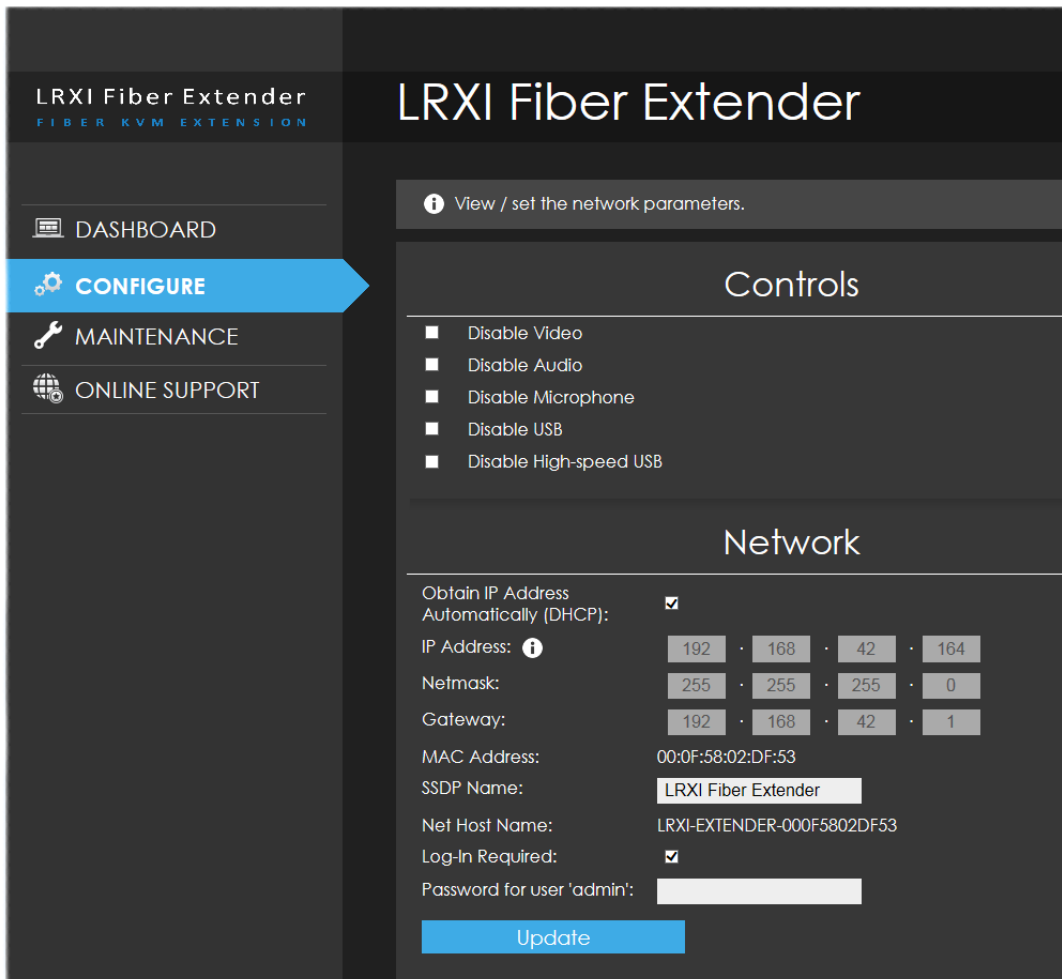 LRXI Fiber Extender
FIBER KVM EXTENSION
DASHBOARD
CONFIGURE
MAINTENANCE
ONLINE SUPPORT
LRXI Fiber Extender
View / set the network parameters.
Controls
Disable Video
Disable Audio
Disable Microphone
Disable USB
Disable High-speed USB
Network
Obtain IP Address
Automatically (DHCP):
IP Address: 192 . 168 . 42 . 164
Netmask: 255 . 255 . 255 . 0
Gateway: 192 . 168 . 42 . 1
MAC Address: 00:0F:58:02:DF:53
SSDP Name: LRXI Fiber Extender
Net Host Name: LRXI-EXTENDER-000F5802DF53
Log-In Required:
Password for user 'admin':
Update